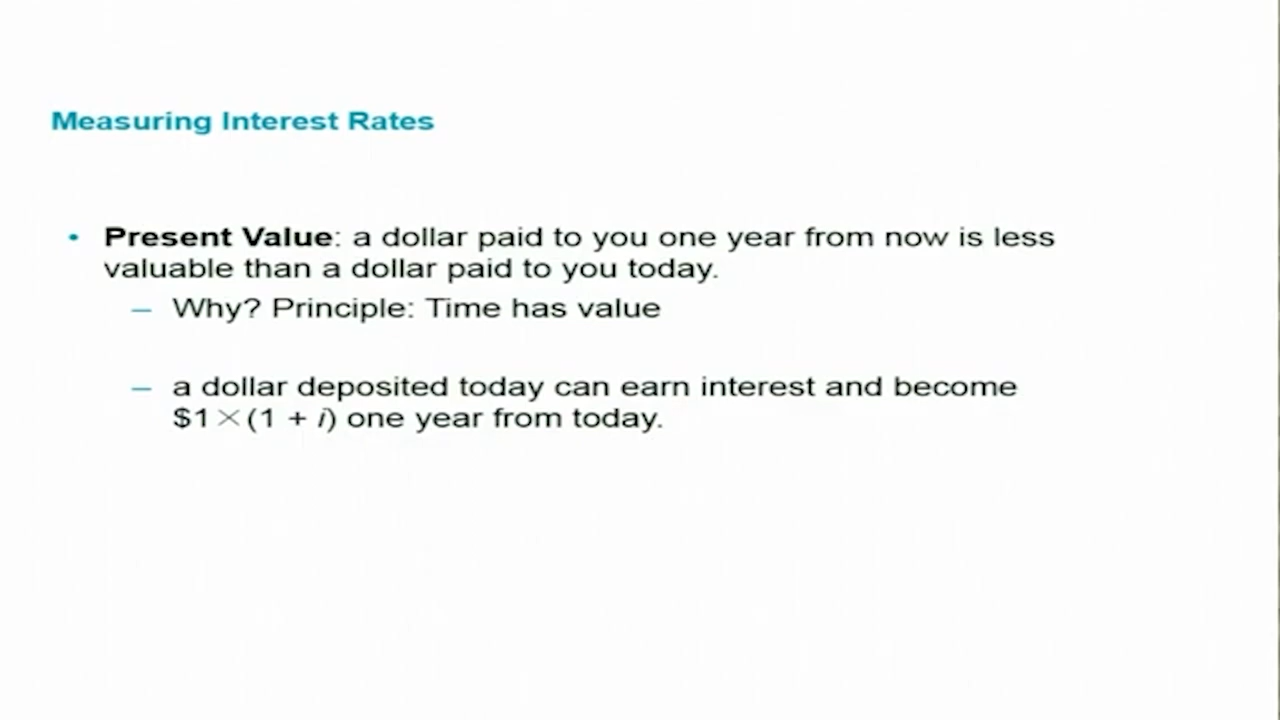 Measuring Interest Rates
• Present Value: a dollar paid to you one year from now is less
valuable than a dollar paid to you today.
– Why? Principle: Time has value
– a dollar deposited today can earn interest and become
$1×(1 + i) one year from today.